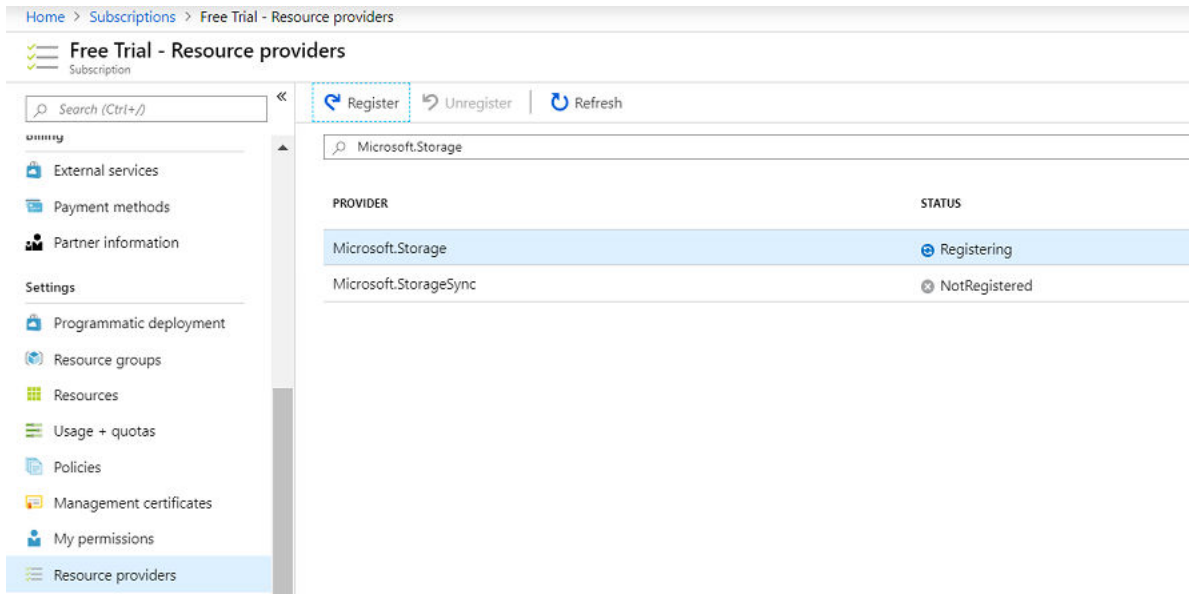 Home > Subscriptions > Free Trial - Resource providers
Free Trial - Resource providers
Subscription
Search (Ctrl+/)
«
Billing
External services
Payment methods
Partner information
Settings
Programmatic deployment
Resource groups
Resources
Usage + quotas
Policies
Management certificates
My permissions
Resource providers
Register Unregister Refresh
Microsoft.Storage
PROVIDER STATUS
Microsoft.Storage Registering
Microsoft.StorageSync NotRegistered